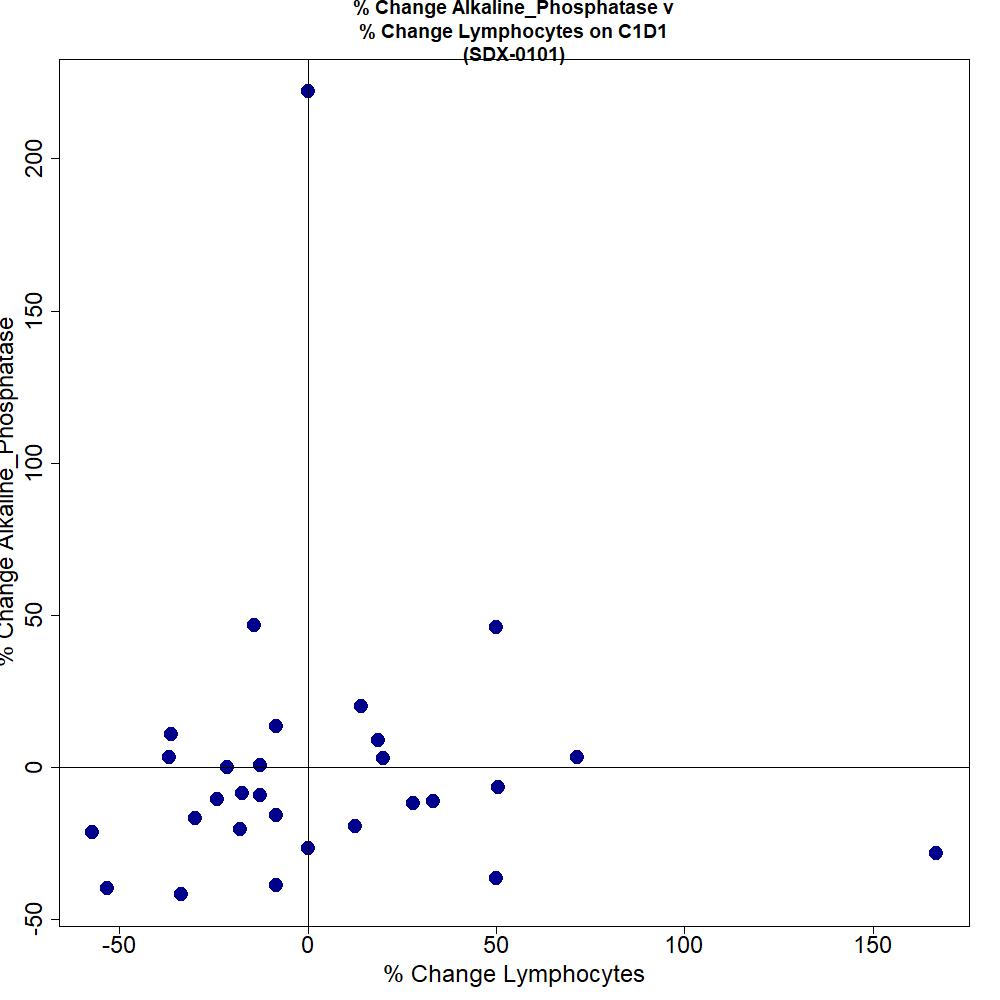 % Change Alkaline_Phosphatase v
% Change Lymphocytes on C1D1
(SDX-0101)
% Change Alkaline_Phosphatase
200
150
100
50
0
-50
-50 0 50 100 150
% Change Lymphocytes